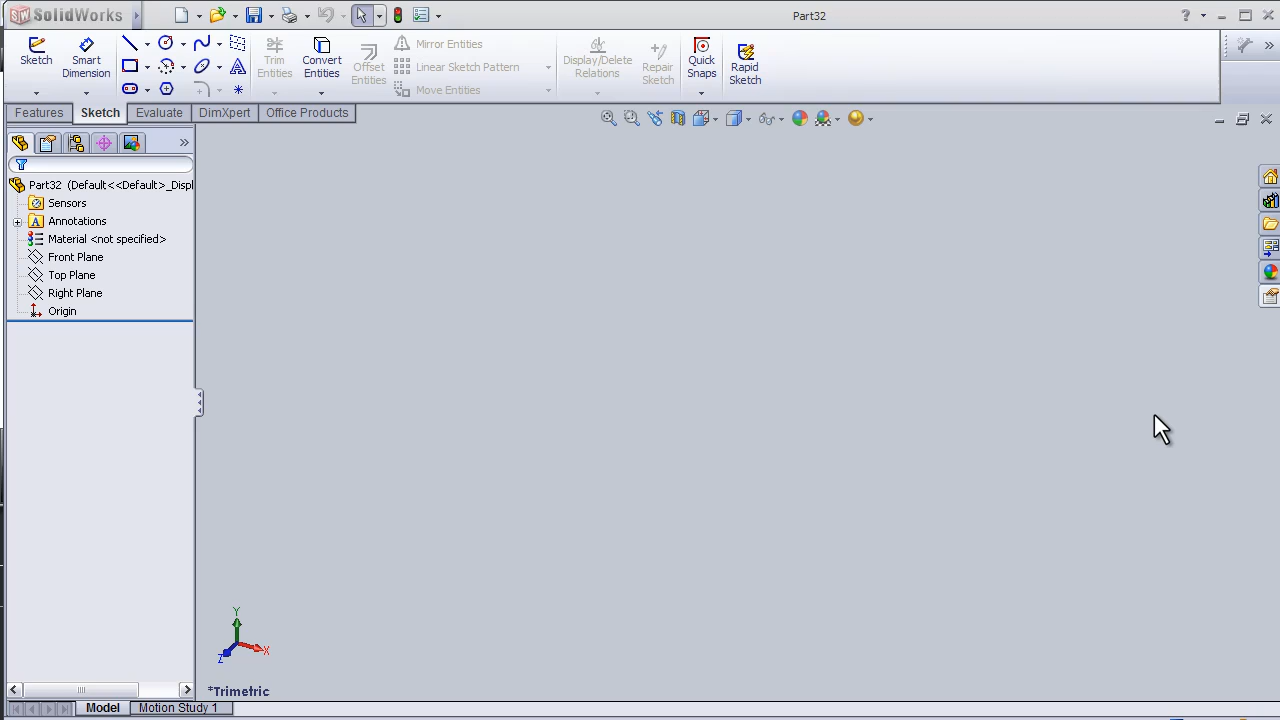 SW SolidWorks
Part32
?
Sketch
Smart Dimension
Trim Entities
Convert Entities
Offset Entities
Mirror Entities
Linear Sketch Pattern
Move Entities
Display/Delete Relations
Repair Sketch
Quick Snaps
Rapid Sketch
Features
Sketch
Evaluate
DimXpert
Office Products
Part32 (Default<<Default>_Displ
Sensors
A Annotations
Material <not specified>
Front Plane
Top Plane
Right Plane
Origin
Y
X
Z
*Trimetric
Model
Motion Study 1